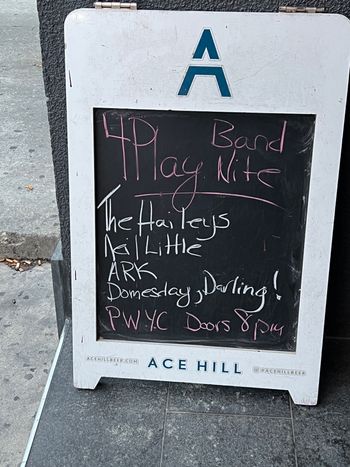 A
4Play Band
Nite
The Haileys
Neil Little
ARK
Domesday, Darling!
PWYC Doors 8pm
ACEHILLBEER.COM ACE HILL @ACEHILLBEER